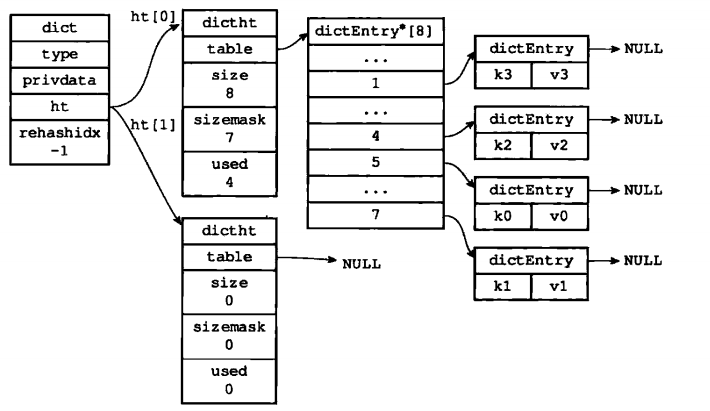 dict
type
privdata
ht
rehashidx
-1
ht[0]
ht[1]
dictht
table
size
8
sizemask
7
used
4
dictht
table
size
0
sizemask
0
used
0
NULL
dictEntry*[8]
...
1
...
4
5
...
7
dictEntry
k3 v3
NULL
dictEntry
k2 v2
NULL
dictEntry
k0 v0
NULL
dictEntry
k1 v1
NULL